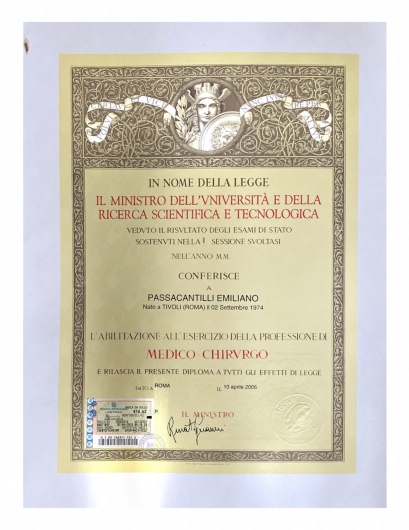 IN NOME DELLA LEGGE
IL MINISTRO DELL'VNIVERSITÀ E DELLA
RICERCA SCIENTIFICA E TECNOLOGICA
VEDVTO IL RISVLTATO DEGLI ESAMI DI STATO
SOSTENVTI NELLA I SESSIONE SVOLTASI
NELL'ANNO M.M.
CONFERISCE
A
PASSACANTILLI EMILIANO
Nato a TIVOLI (ROMA) il 02 Settembre 1974
L'ABILITAZIONE ALL'ESERCIZIO DELLA PROFESSIONE DI
MEDICO CHIRVRGO
E RILASCIA IL PRESENTE DIPLOMA A TVTTI GLI EFFETTI DI LEGGE
ROMA IL 10 aprile 2006
P. IL MINISTRO